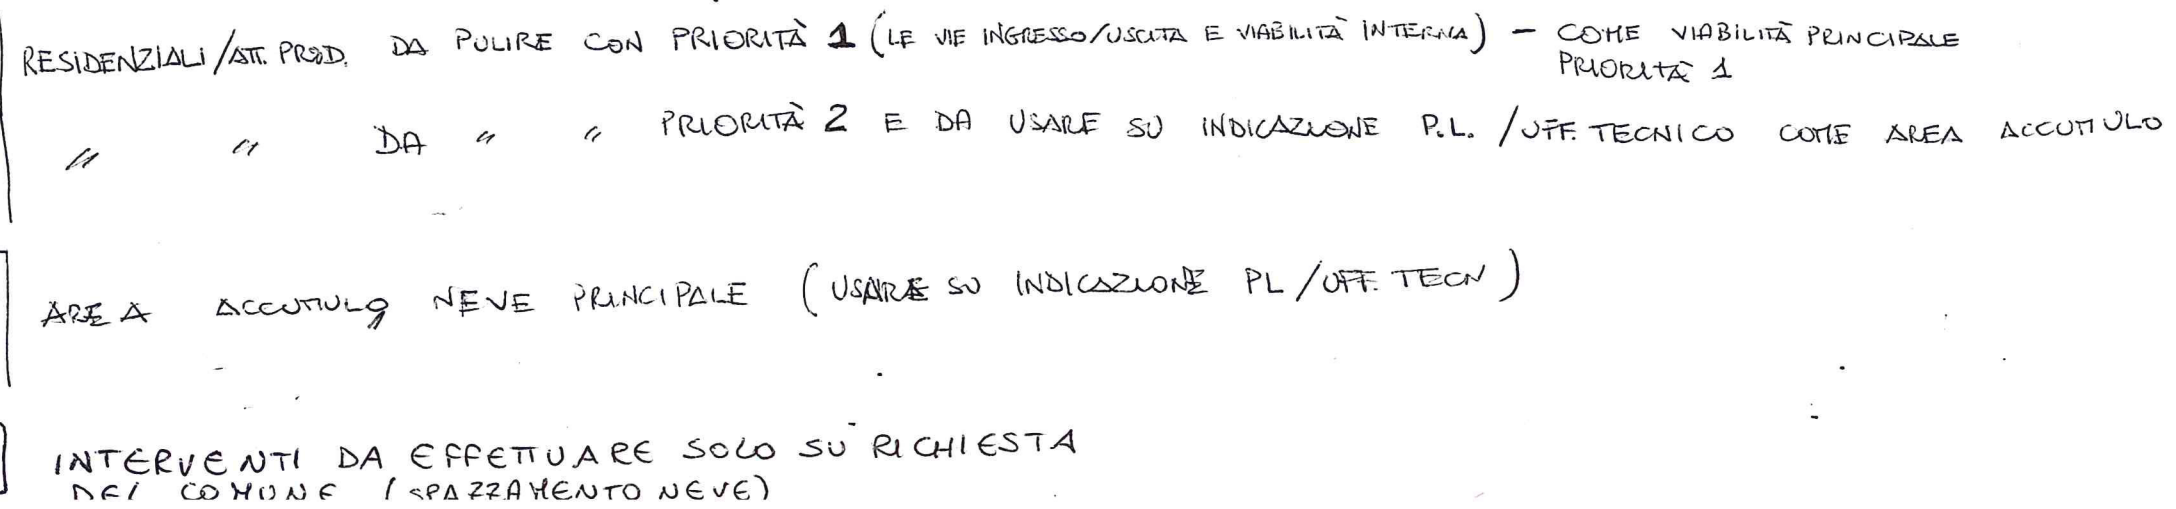 RESIDENZIALI/ATT. PROD. DA PULIRE CON PRIORITÀ 1 (LE VIE INGRESSO/USCITA E VIABILITÀ INTERNA) - COME VIABILITÀ PRINCIPALE
PRIORITÀ 1
" " DA " " PRIORITÀ 2 E DA USARE SU INDICAZIONE P.L. /UFF. TECNICO COME AREA ACCUMULO
AREA ACCUMULO NEVE PRINCIPALE (USARE SU INDICAZIONE PL /UFF. TECN)
INTERVENTI DA EFFETTUARE SOLO SU RICHIESTA
DEL COMUNE (SPAZZAMENTO NEVE)